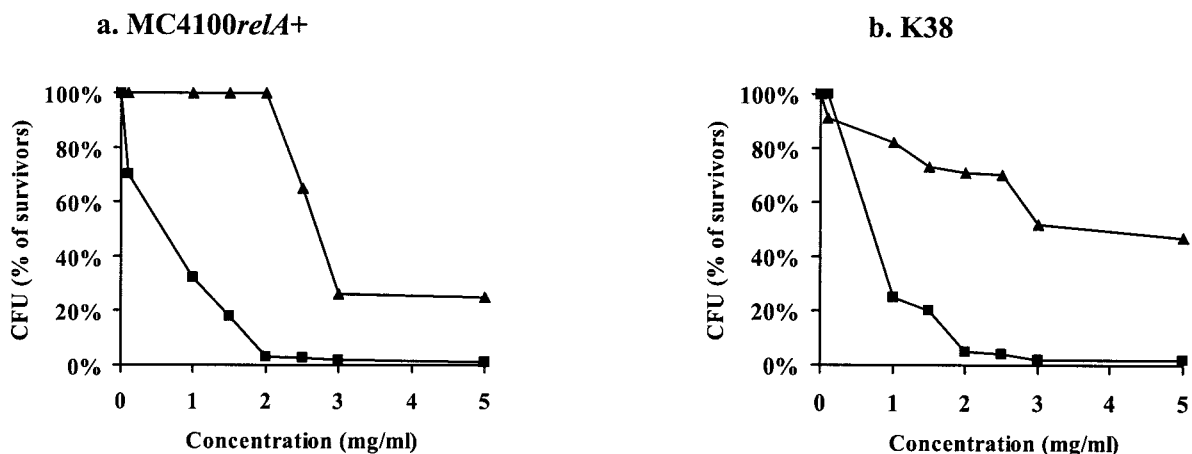 a. MC4100relA+
CFU (% of survivors)
100%
80%
60%
40%
20%
0%
0 1 2 3 4 5
Concentration (mg/ml)
b. K38
CFU (% of survivors)
100%
80%
60%
40%
20%
0%
0 1 2 3 4 5
Concentration (mg/ml)